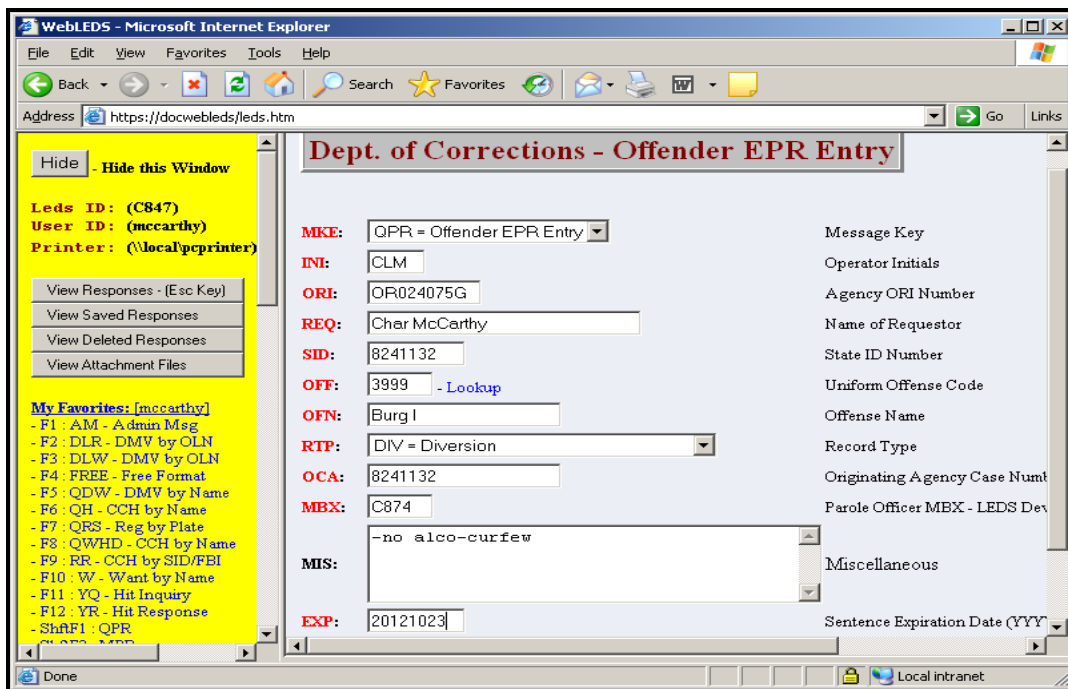 WebLEDS - Microsoft Internet Explorer
File Edit View Favorites Tools Help
Back Search Favorites
Address https://docwebleds/leds.htm Go Links
Hide - Hide this Window
Leds ID: (C847)
User ID: (mccarthy)
Printer: (\\local\pcprinter)
View Responses - (Esc Key)
View Saved Responses
View Deleted Responses
View Attachment Files
My Favorites: [mccarthy]
- F1 : AM - Admin Msg
- F2 : DLR - DMV by OLN
- F3 : DLW - DMV by OLN
- F4 : FREE - Free Format
- F5 : QDW - DMV by Name
- F6 : QH - CCH by Name
- F7 : QRS - Reg by Plate
- F8 : QWHD - CCH by Name
- F9 : RR - CCH by SID/FBI
- F10 : W - Want by Name
- F11 : YQ - Hit Inquiry
- F12 : YR - Hit Response
- ShftF1 : QPR
Dept. of Corrections - Offender EPR Entry
MKE: QPR = Offender EPR Entry Message Key
INI: CLM Operator Initials
ORI: OR024075G Agency ORI Number
REQ: Char McCarthy Name of Requestor
SID: 8241132 State ID Number
OFF: 3999 - Lookup Uniform Offense Code
OFN: Burg I Offense Name
RTP: DIV = Diversion Record Type
OCA: 8241132 Originating Agency Case Numb
MBX: C874 Parole Officer MBX - LEDS Dev
MIS: -no alco-curfew Miscellaneous
EXP: 20121023 Sentence Expiration Date (YYY
Done Local intranet